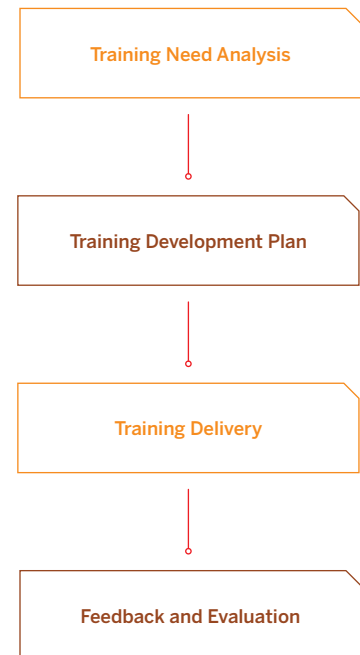 Training Need Analysis
Training Development Plan
Training Delivery
Feedback and Evaluation